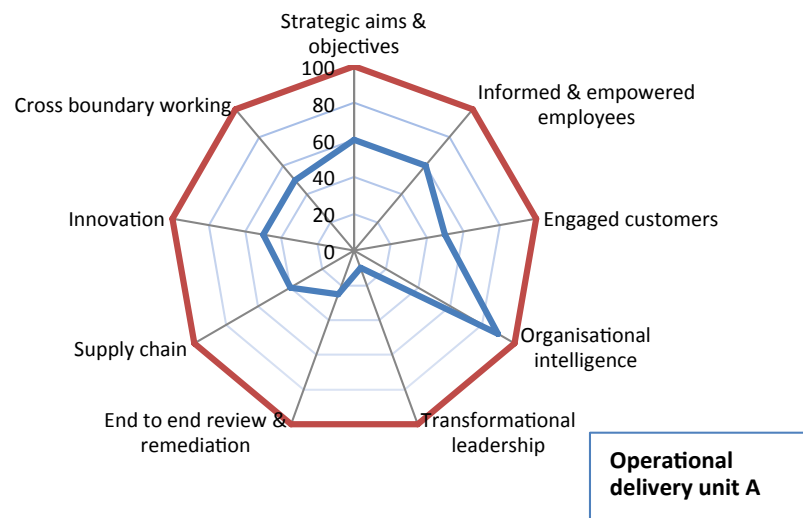 Strategic aims &
objectives
100
80
60
40
20
0
Informed & empowered
employees
Engaged customers
Organisational
intelligence
Transformational
leadership
End to end review &
remediation
Supply chain
Innovation
Cross boundary working
Operational
delivery unit A